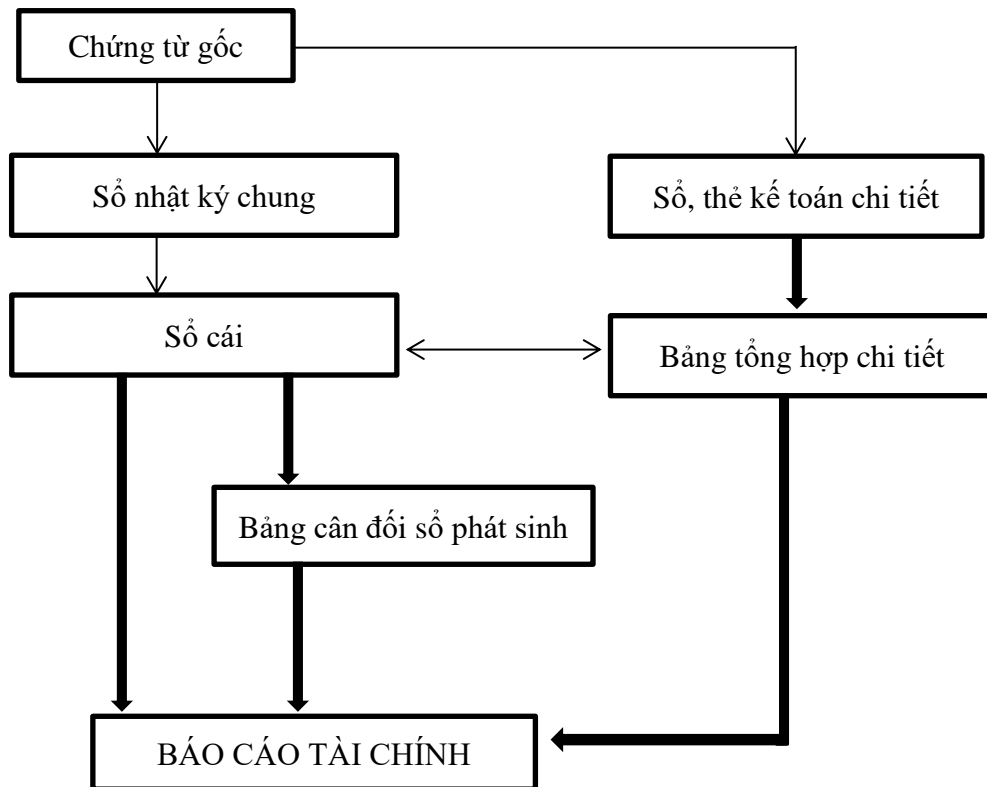 Chứng từ gốc
Sổ nhật ký chung
Sổ, thẻ kế toán chi tiết
Sổ cái
Bảng tổng hợp chi tiết
Bảng cân đối sổ phát sinh
BÁO CÁO TÀI CHÍNH